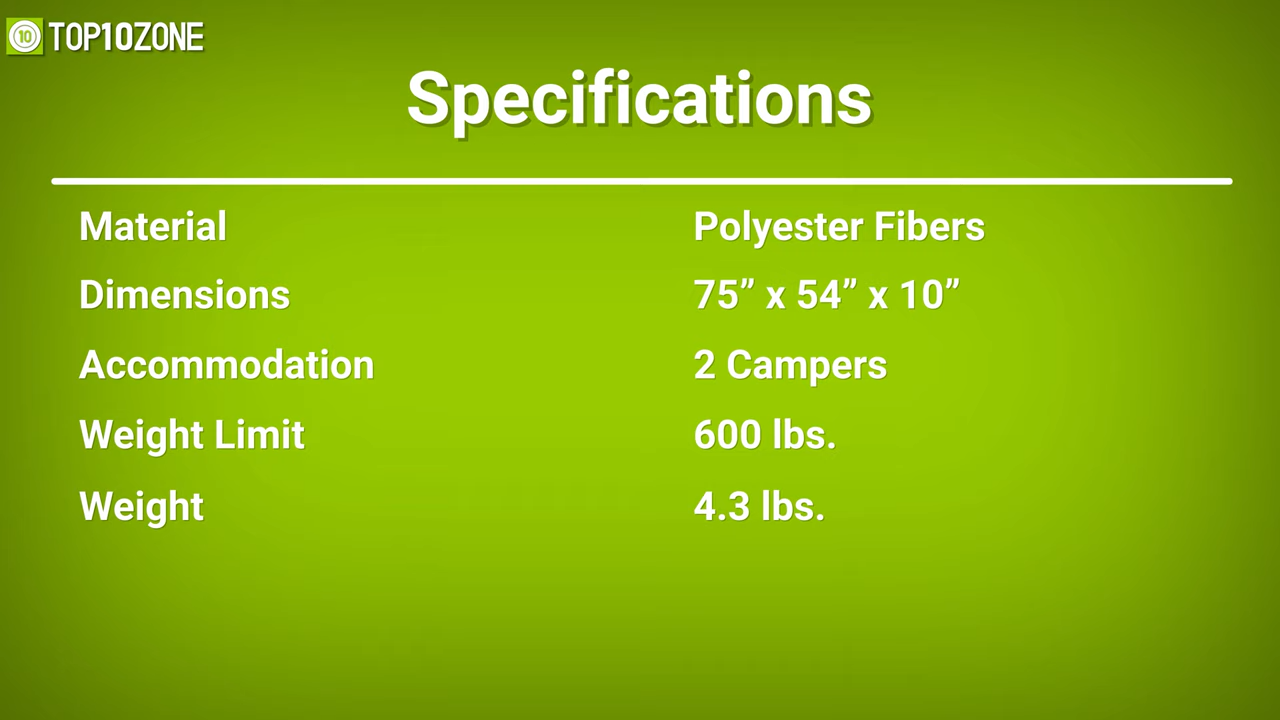 10 TOP10ZONE
Specifications
Material Polyester Fibers
Dimensions 75” x 54” x 10”
Accommodation 2 Campers
Weight Limit 600 lbs.
Weight 4.3 lbs.